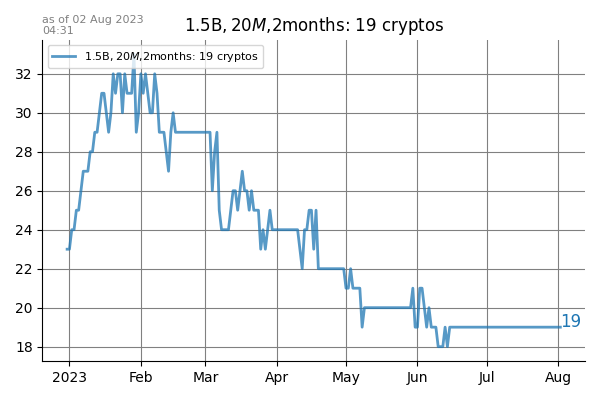 as of 02 Aug 2023
04:31
1.5B, 20M,2months: 19 cryptos
1.5B, 20M,2months: 19 cryptos
32
30
28
26
24
22
20
18
19
2023 Feb Mar Apr May Jun Jul Aug